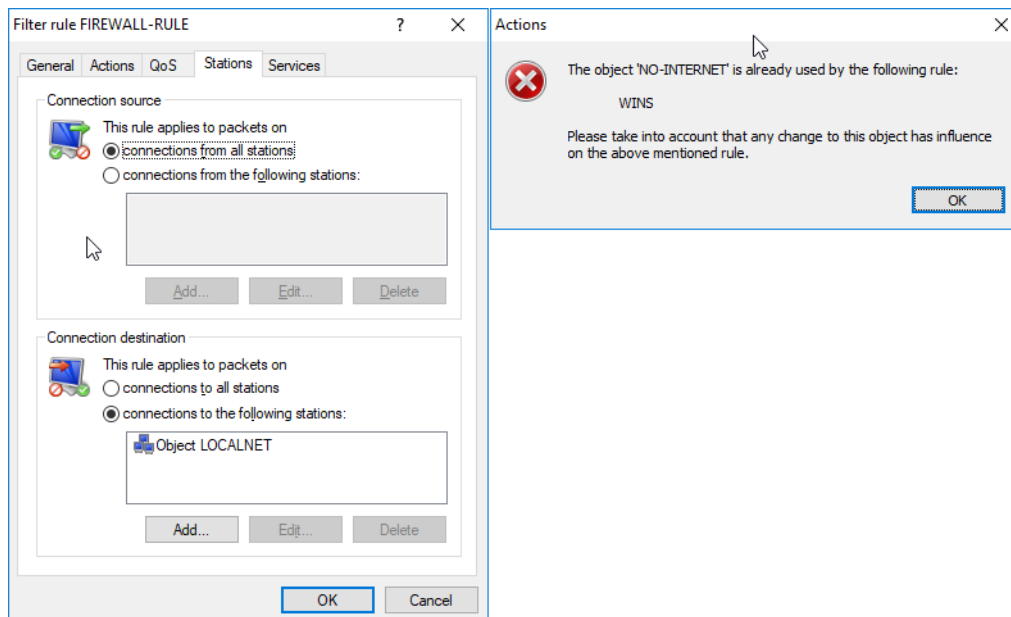 Filter rule FIREWALL-RULE
?
General Actions QoS Stations Services
Connection source
This rule applies to packets on
connections from all stations
connections from the following stations:
Add... Edit... Delete
Connection destination
This rule applies to packets on
connections to all stations
connections to the following stations:
Object LOCALNET
Add... Edit... Delete
OK Cancel
Actions
The object 'NO-INTERNET' is already used by the following rule:
WINS
Please take into account that any change to this object has influence
on the above mentioned rule.
OK